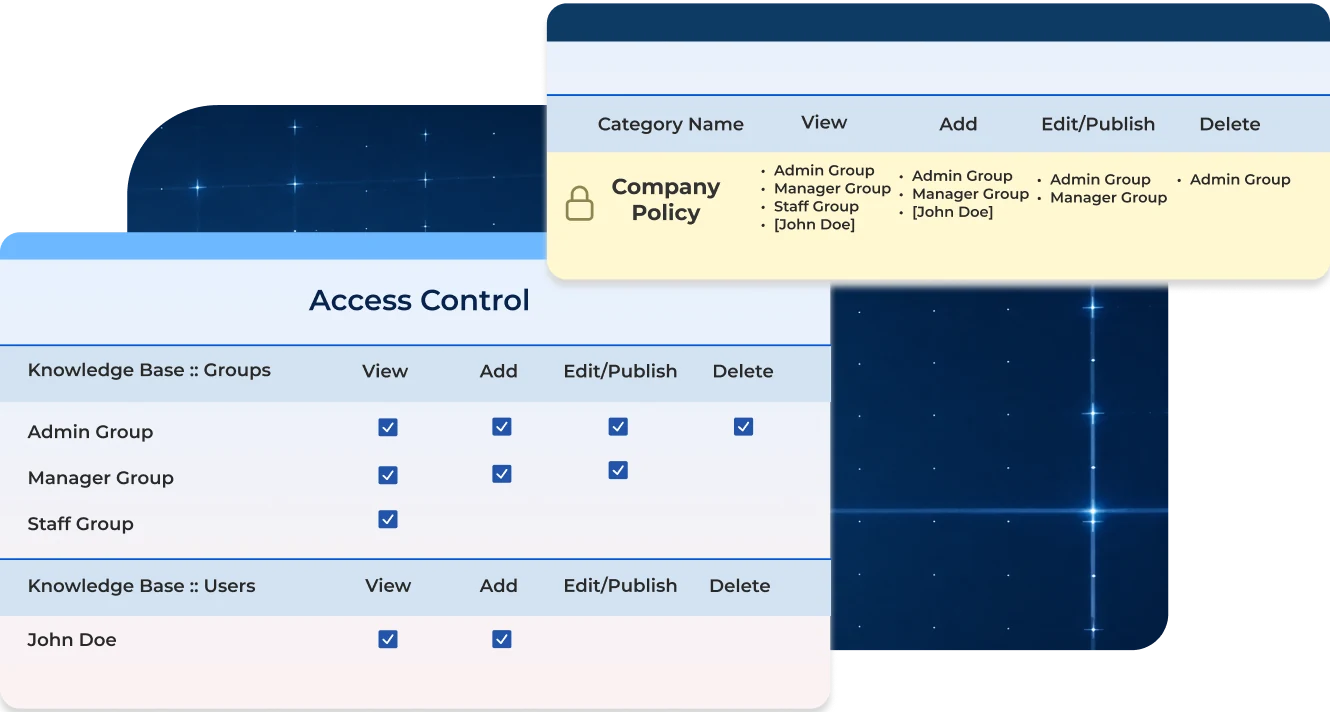 Category Name View Add Edit/Publish Delete
Company
Policy
• Admin Group
• Manager Group
• Staff Group
• [John Doe]
• Admin Group
• Manager Group
• [John Doe]
• Admin Group
• Manager Group
• Admin Group
Access Control
Knowledge Base :: Groups View Add Edit/Publish Delete
Admin Group
Manager Group
Staff Group
Knowledge Base :: Users View Add Edit/Publish Delete
John Doe